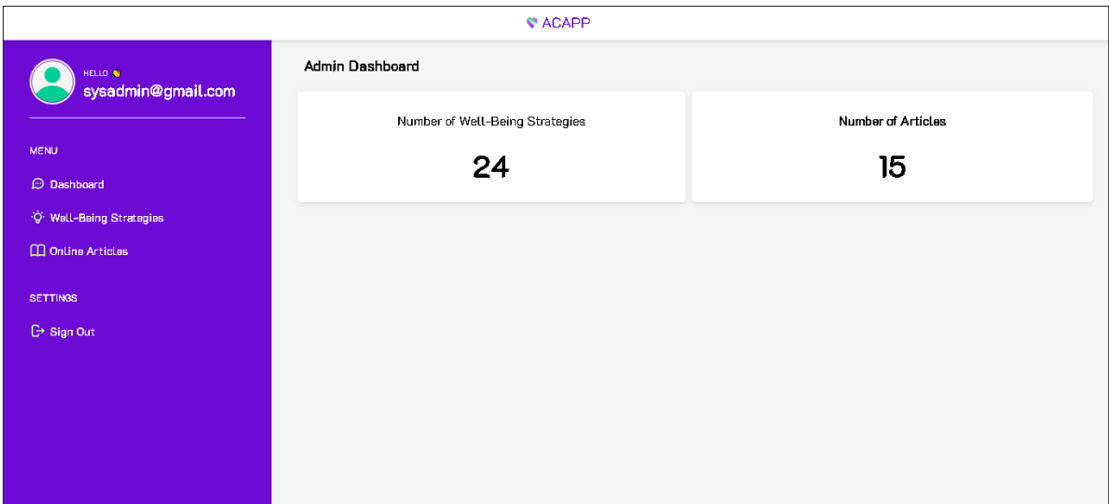 ACAPP
HELLO 👋
sysadmin@gmail.com
MENU
Dashboard
Well-Being Strategies
Online Articles
SETTINGS
Sign Out
Admin Dashboard
Number of Well-Being Strategies
24
Number of Articles
15